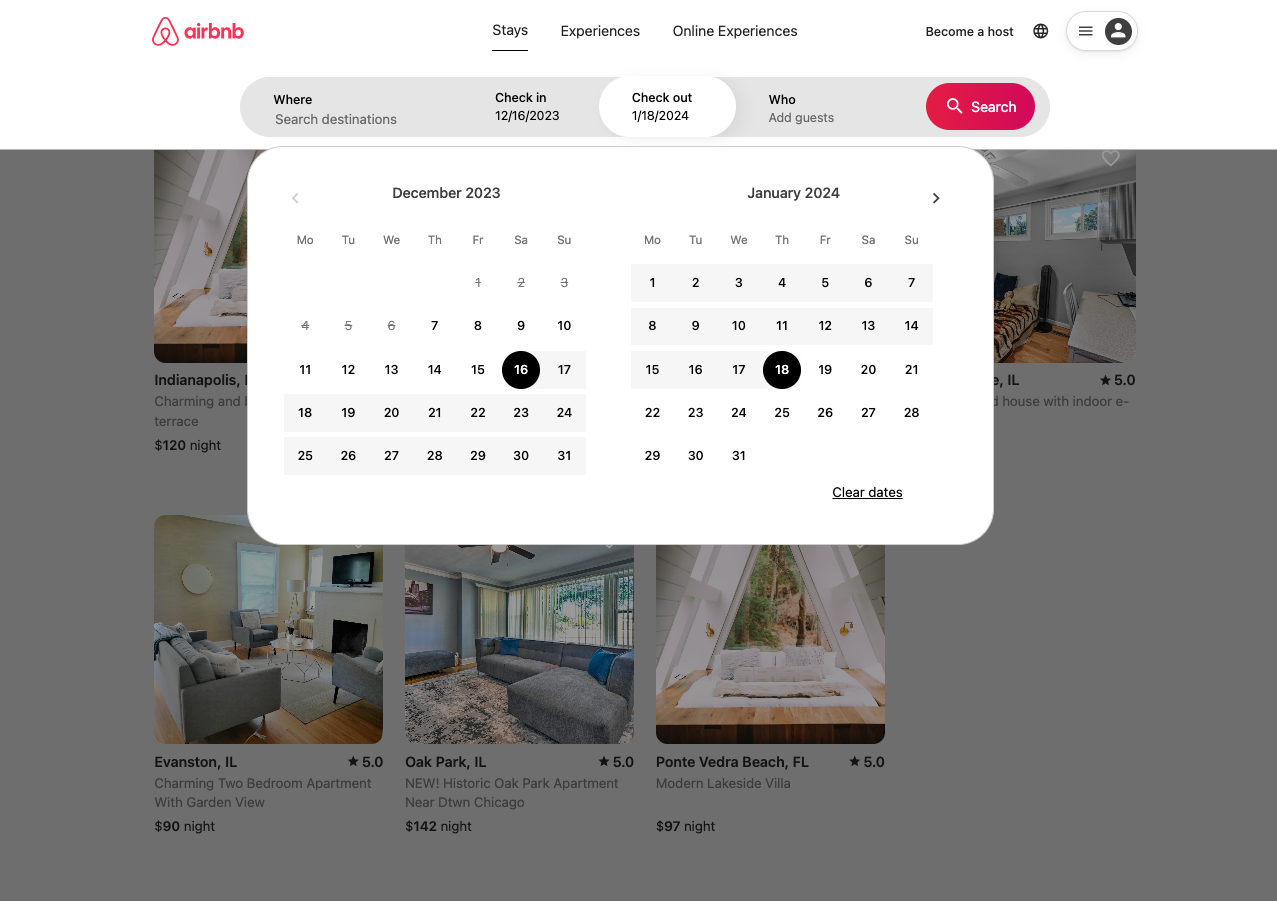 airbnb
Stays
Experiences
Online Experiences
Become a host
Where
Search destinations
Check in
12/16/2023
Check out
1/18/2024
Who
Add guests
Search
December 2023
Mo Tu We Th Fr Sa Su
1 2 3
4 5 6 7 8 9 10
11 12 13 14 15 16 17
18 19 20 21 22 23 24
25 26 27 28 29 30 31
January 2024
Mo Tu We Th Fr Sa Su
1 2 3 4 5 6 7
8 9 10 11 12 13 14
15 16 17 18 19 20 21
22 23 24 25 26 27 28
29 30 31
Clear dates
Indianapolis,
Charming and
terrace
$120 night
, IL
5.0
house with indoor e-
Evanston, IL
5.0
Charming Two Bedroom Apartment
With Garden View
$90 night
Oak Park, IL
5.0
NEW! Historic Oak Park Apartment
Near Dtwn Chicago
$142 night
Ponte Vedra Beach, FL
5.0
Modern Lakeside Villa
$97 night